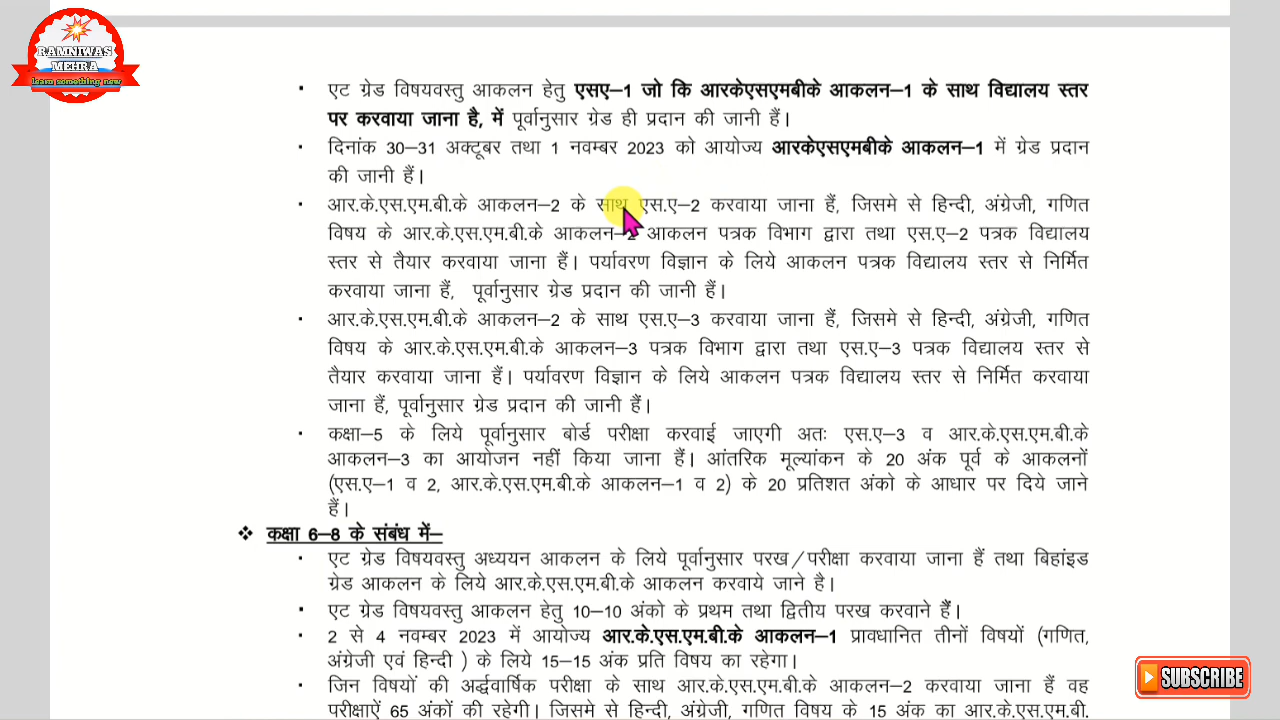 RAMNIWAS
MEHRA
Learn something new
▪ एट ग्रेड विषयवस्तु आकलन हेतु एसए–1 जो कि आरकेएसएमबीके आकलन–1 के साथ विद्यालय स्तर
पर करवाया जाना है, में पूर्वानुसार ग्रेड ही प्रदान की जानी हैं।
▪ दिनांक 30–31 अक्टूबर तथा 1 नवम्बर 2023 को आयोज्य आरकेएसएमबीके आकलन–1 में ग्रेड प्रदान
की जानी हैं।
▪ आर.के.एस.एम.बी.के आकलन–2 के साथ एस.ए–2 करवाया जाना हैं, जिसमे से हिन्दी, अंग्रेजी, गणित
विषय के आर.के.एस.एम.बी.के आकलन–2 आकलन पत्रक विभाग द्वारा तथा एस.ए–2 पत्रक विद्यालय
स्तर से तैयार करवाया जाना हैं। पर्यावरण विज्ञान के लिये आकलन पत्रक विद्यालय स्तर से निर्मित
करवाया जाना हैं, पूर्वानुसार ग्रेड प्रदान की जानी हैं।
▪ आर.के.एस.एम.बी.के आकलन–2 के साथ एस.ए–3 करवाया जाना हैं, जिसमे से हिन्दी, अंग्रेजी, गणित
विषय के आर.के.एस.एम.बी.के आकलन–3 पत्रक विभाग द्वारा तथा एस.ए–3 पत्रक विद्यालय स्तर से
तैयार करवाया जाना हैं। पर्यावरण विज्ञान के लिये आकलन पत्रक विद्यालय स्तर से निर्मित करवाया
जाना हैं, पूर्वानुसार ग्रेड प्रदान की जानी हैं।
▪ कक्षा–5 के लिये पूर्वानुसार बोर्ड परीक्षा करवाई जाएगी अतः एस.ए–3 व आर.के.एस.एम.बी.के
आकलन–3 का आयोजन नहीं किया जाना हैं। आंतरिक मूल्यांकन के 20 अंक पूर्व के आकलनों
(एस.ए–1 व 2, आर.के.एस.एम.बी.के आकलन–1 व 2) के 20 प्रतिशत अंको के आधार पर दिये जाने
हैं।
❖ कक्षा 6–8 के संबंध में–
▪ एट ग्रेड विषयवस्तु अध्ययन आकलन के लिये पूर्वानुसार परख/परीक्षा करवाया जाना हैं तथा बिहांइड
ग्रेड आकलन के लिये आर.के.एस.एम.बी.के आकलन करवाये जाने है।
▪ एट ग्रेड विषयवस्तु आकलन हेतु 10–10 अंको के प्रथम तथा द्वितीय परख करवाने हैं।
▪ 2 से 4 नवम्बर 2023 में आयोज्य आर.के.एस.एम.बी.के आकलन–1 प्रावधानित तीनों विषयों (गणित,
अंग्रेजी एवं हिन्दी ) के लिये 15–15 अंक प्रति विषय का रहेगा।
▪ जिन विषयों की अर्द्धवार्षिक परीक्षा के साथ आर.के.एस.एम.बी.के आकलन–2 करवाया जाना हैं वह
परीक्षाऐं 65 अंकों की रहेगी। जिसमे से हिन्दी, अंग्रेजी, गणित विषय के 15 अंक का आर.के.एस.एम.बी.
SUBSCRIBE